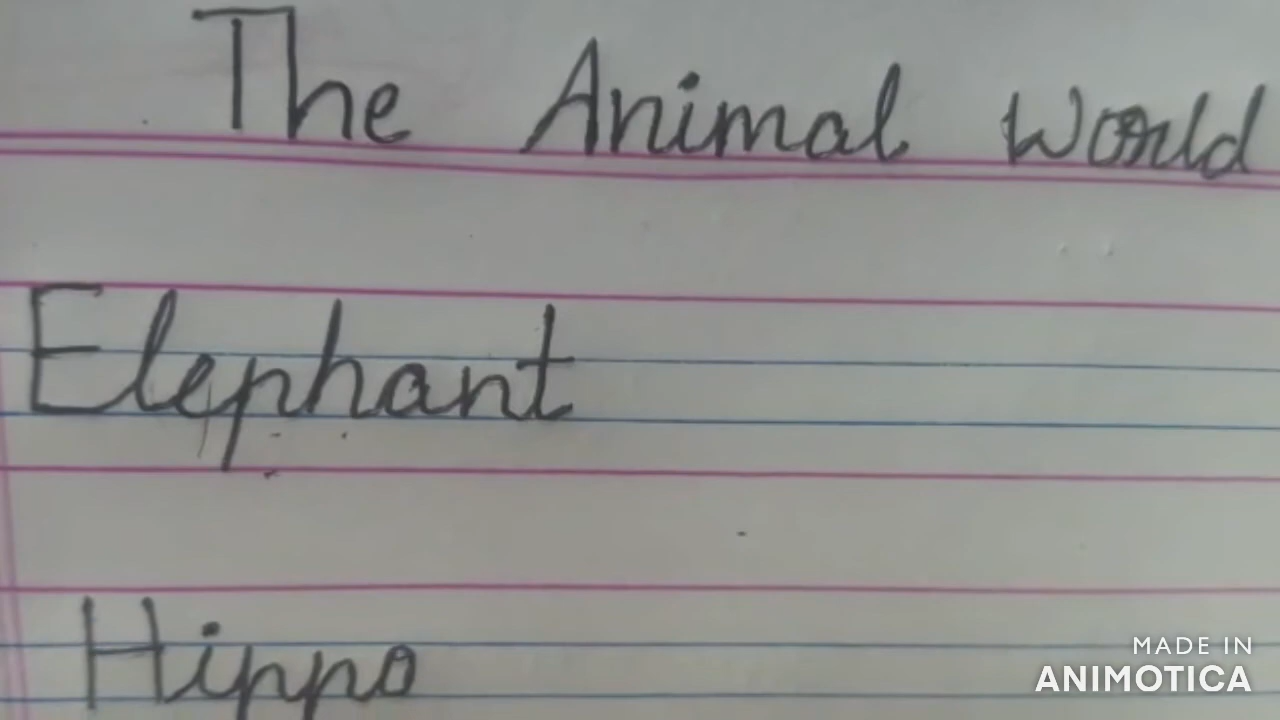 The Animal World
Elephant
Hippo
MADE IN
ANIMOTICA